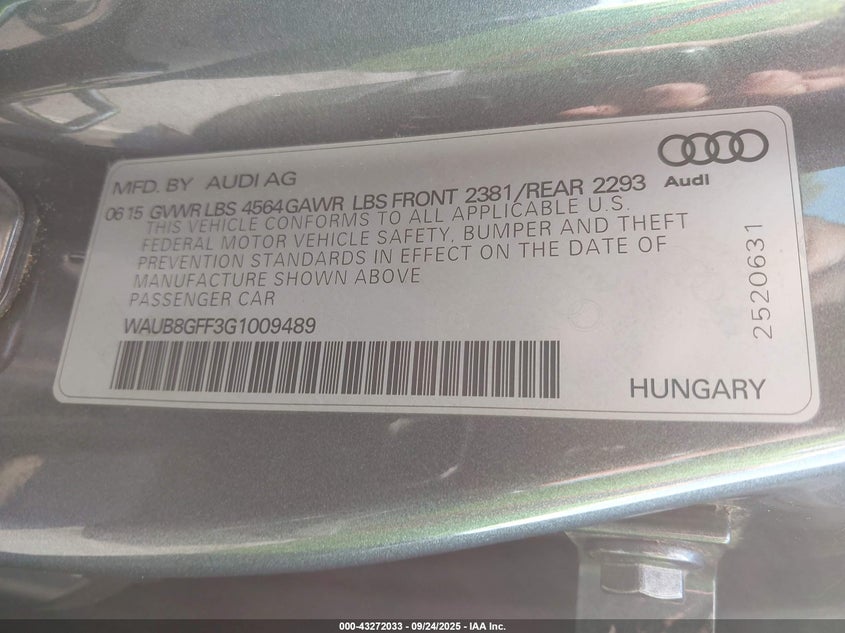 MFD. BY AUDI AG
Audi
0615 GVWR LBS 4564 GAWR LBS FRONT 2381/REAR 2293
THIS VEHICLE CONFORMS TO ALL APPLICABLE U.S.
FEDERAL MOTOR VEHICLE SAFETY, BUMPER AND THEFT
PREVENTION STANDARDS IN EFFECT ON THE DATE OF
MANUFACTURE SHOWN ABOVE
PASSENGER CAR
WAUB8GFF3G1009489
2520631
HUNGARY
000-43272033 - 09/24/2025 - IAA Inc.